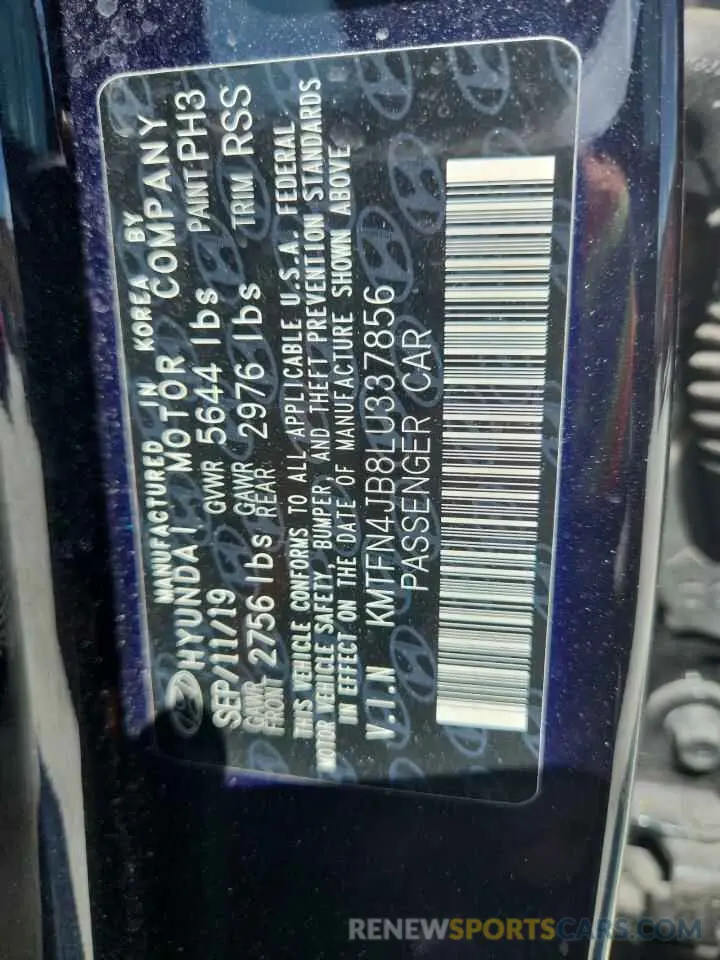 MANUFACTURED IN KOREA BY
HYUNDAI MOTOR COMPANY
SEP/11/19 GVWR 5644 lbs PAINT PH3
GAWR FRONT 2756 lbs GAWR REAR 2976 lbs TRIM RSS
THIS VEHICLE CONFORMS TO ALL APPLICABLE U.S.A. FEDERAL
MOTOR VEHICLE SAFETY, BUMPER, AND THEFT PREVENTION STANDARDS
IN EFFECT ON THE DATE OF MANUFACTURE SHOWN ABOVE
V.I.N KMTFN4JB8LU337856
PASSENGER CAR
RENEWSPORTSCARS.COM